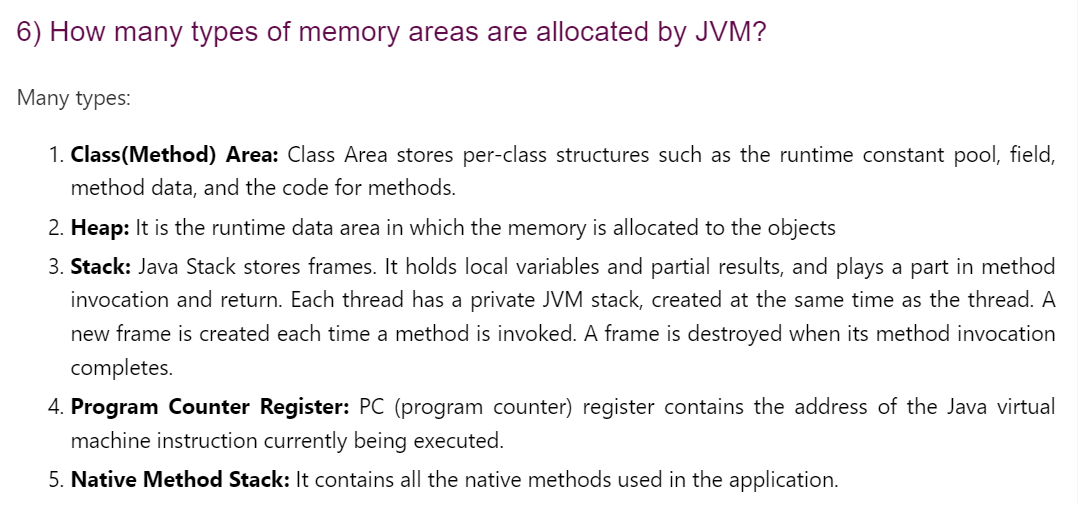 6) How many types of memory areas are allocated by JVM?
Many types:
1. Class(Method) Area: Class Area stores per-class structures such as the runtime constant pool, field,
method data, and the code for methods.
2. Heap: It is the runtime data area in which the memory is allocated to the objects
3. Stack: Java Stack stores frames. It holds local variables and partial results, and plays a part in method
invocation and return. Each thread has a private JVM stack, created at the same time as the thread. A
new frame is created each time a method is invoked. A frame is destroyed when its method invocation
completes.
4. Program Counter Register: PC (program counter) register contains the address of the Java virtual
machine instruction currently being executed.
5. Native Method Stack: It contains all the native methods used in the application.